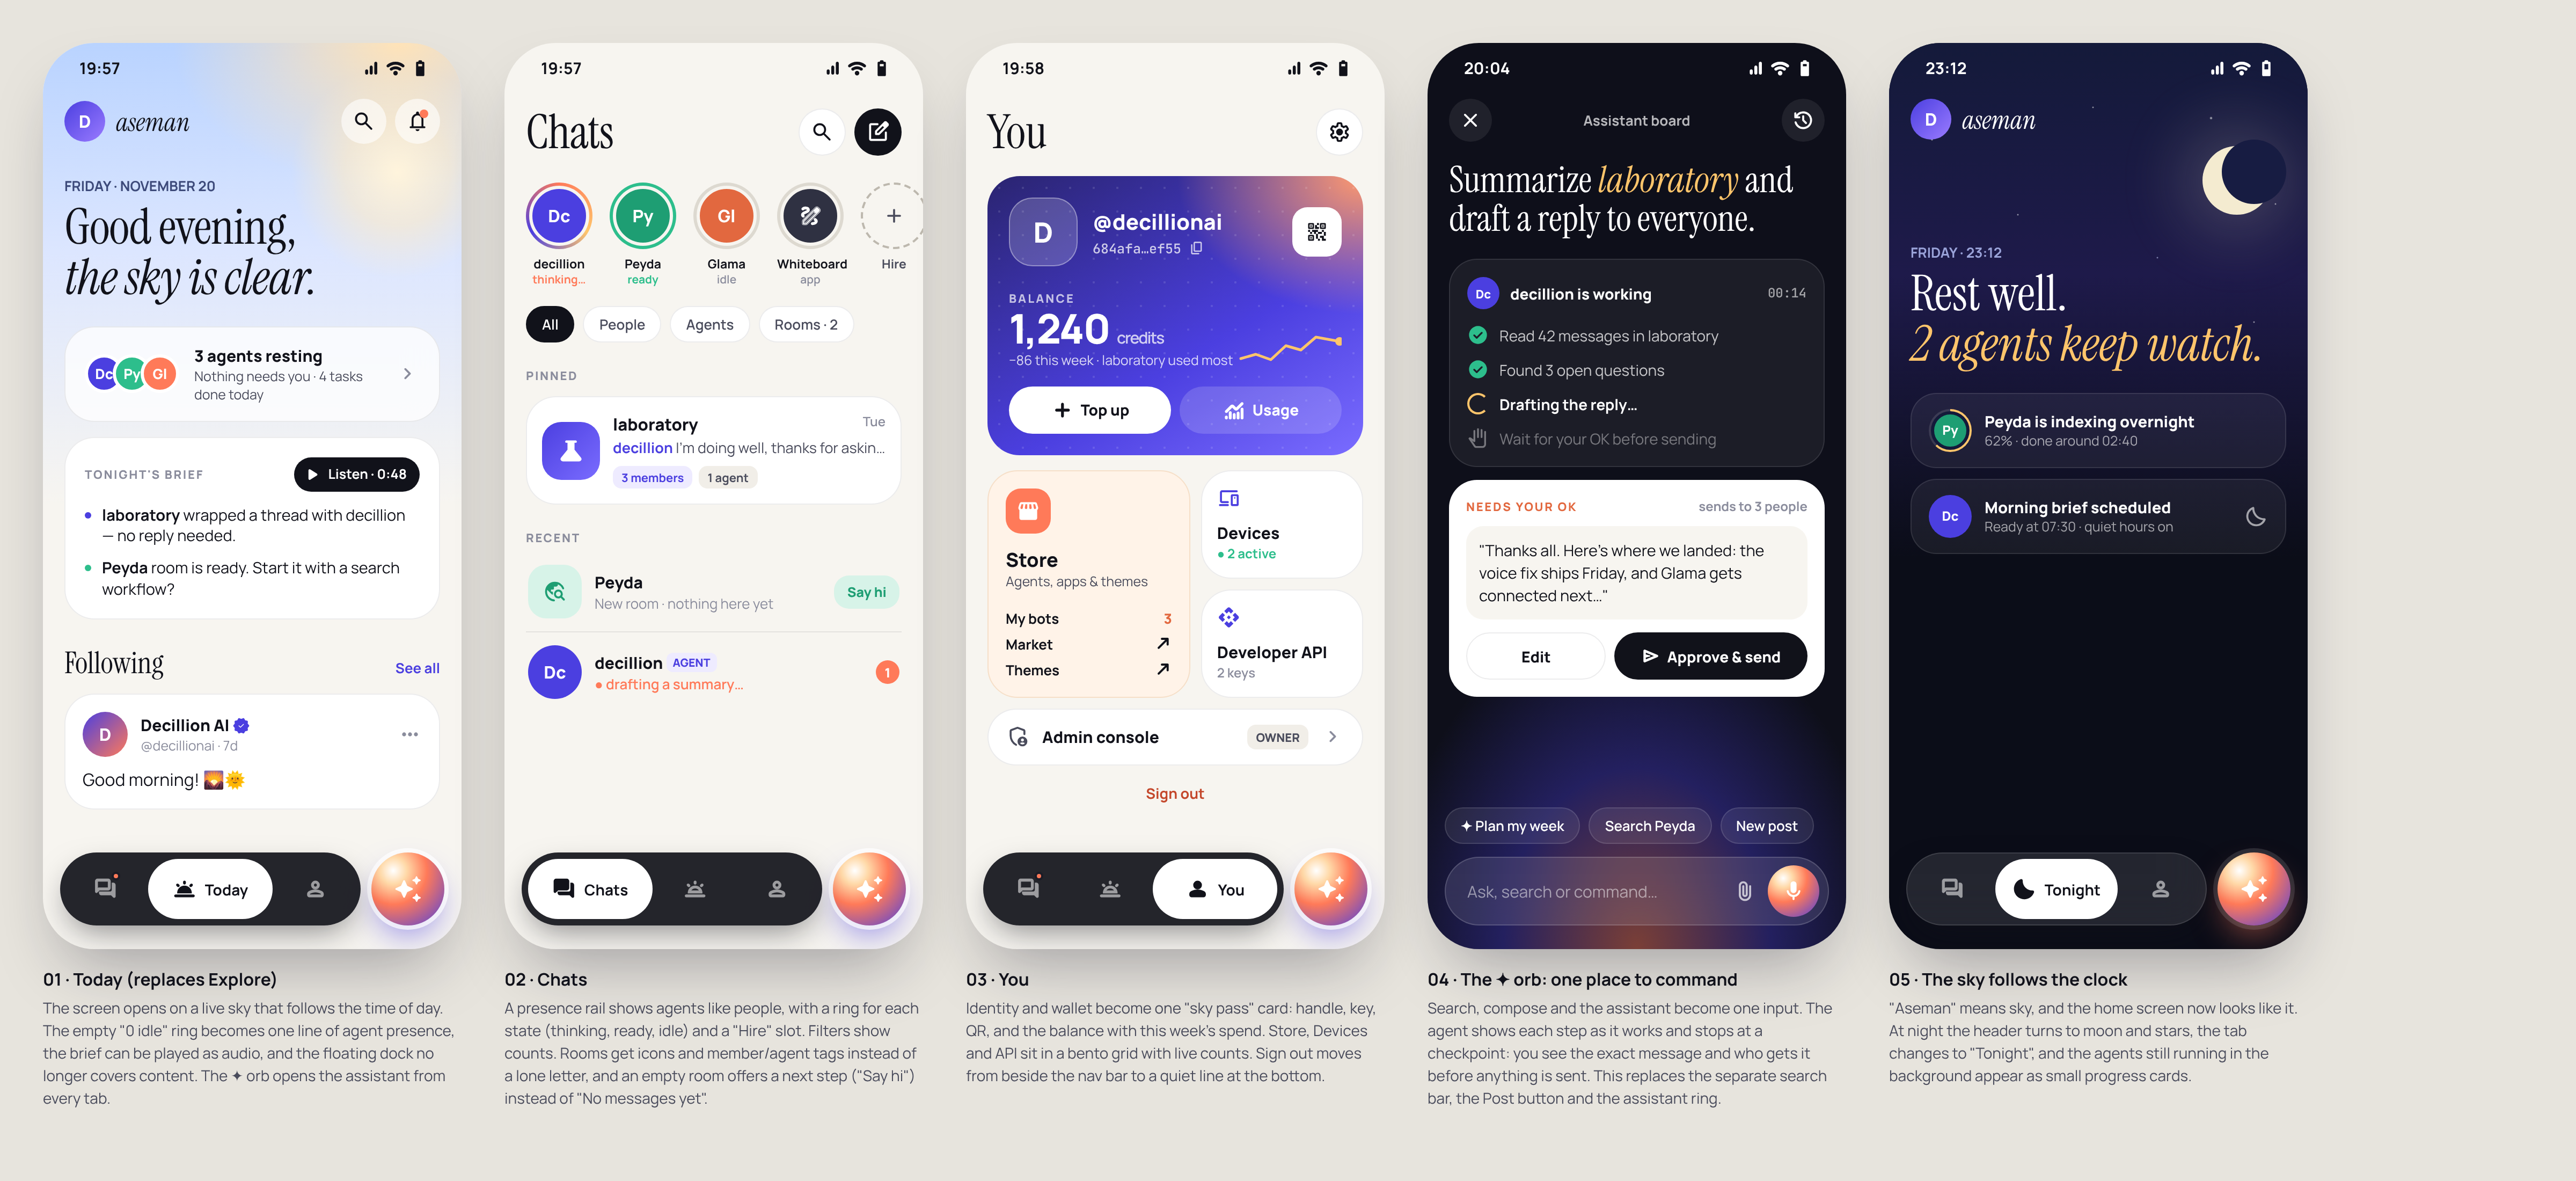 19:57
D aseman
FRIDAY · NOVEMBER 20
Good evening,
the sky is clear.
Dc Py Gl
3 agents resting
Nothing needs you · 4 tasks
done today
TONIGHT'S BRIEF
Listen · 0:48
laboratory wrapped a thread with decillion
— no reply needed.
Peyda room is ready. Start it with a search
workflow?
Following
See all
D
Decillion AI
@decillionai · 7d
Good morning! 🌄🌞
Today
01 · Today (replaces Explore)
The screen opens on a live sky that follows the time of day.
The empty "0 idle" ring becomes one line of agent presence,
the brief can be played as audio, and the floating dock no
longer covers content. The ✦ orb opens the assistant from
every tab.
19:57
Chats
Dc Py Gl +
decillion Peyda Glama Whiteboard Hire
thinking… ready idle app
All People Agents Rooms · 2
PINNED
laboratory
Tue
decillion I'm doing well, thanks for askin…
3 members 1 agent
RECENT
Peyda
New room · nothing here yet
Say hi
Dc
decillion AGENT
● drafting a summary…
1
Chats
02 · Chats
A presence rail shows agents like people, with a ring for each
state (thinking, ready, idle) and a "Hire" slot. Filters show
counts. Rooms get icons and member/agent tags instead of
a lone letter, and an empty room offers a next step ("Say hi")
instead of "No messages yet".
19:58
You
D
@decillionai
684afa…ef55
BALANCE
1,240 credits
−86 this week · laboratory used most
Top up
Usage
Store
Agents, apps & themes
My bots 3
Market
Themes
Devices
● 2 active
Developer API
2 keys
Admin console
OWNER
Sign out
You
03 · You
Identity and wallet become one "sky pass" card: handle, key,
QR, and the balance with this week's spend. Store, Devices
and API sit in a bento grid with live counts. Sign out moves
from beside the nav bar to a quiet line at the bottom.
20:04
Assistant board
Summarize laboratory and
draft a reply to everyone.
Dc decillion is working 00:14
Read 42 messages in laboratory
Found 3 open questions
Drafting the reply…
Wait for your OK before sending
NEEDS YOUR OK
sends to 3 people
"Thanks all. Here's where we landed: the
voice fix ships Friday, and Glama gets
connected next…"
Edit
Approve & send
✦ Plan my week
Search Peyda
New post
Ask, search or command…
04 · The ✦ orb: one place to command
Search, compose and the assistant become one input. The
agent shows each step as it works and stops at a
checkpoint: you see the exact message and who gets it
before anything is sent. This replaces the separate search
bar, the Post button and the assistant ring.
23:12
D aseman
FRIDAY · 23:12
Rest well.
2 agents keep watch.
Py
Peyda is indexing overnight
62% · done around 02:40
Dc
Morning brief scheduled
Ready at 07:30 · quiet hours on
Tonight
05 · The sky follows the clock
"Aseman" means sky, and the home screen now looks like it.
At night the header turns to moon and stars, the tab
changes to "Tonight", and the agents still running in the
background appear as small progress cards.